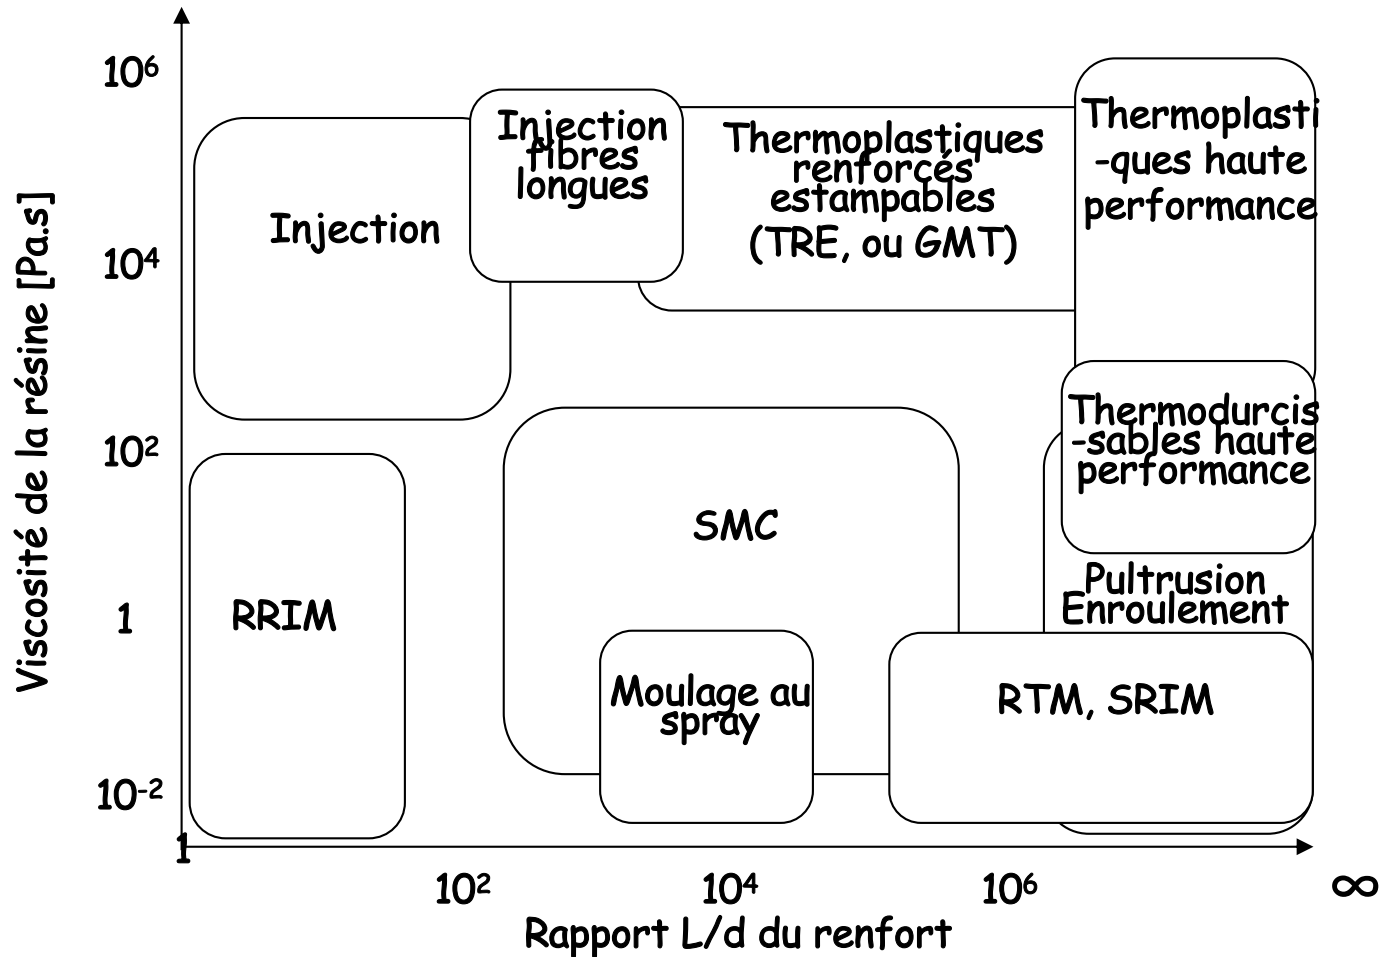 Viscosité de la résine [Pa.s]
10⁶
10⁴
10²
1
10⁻²
Injection
Injection
fibres
longues
Thermoplastiques
renforcés
estampables
(TRE, ou GMT)
Thermoplasti
-ques haute
performance
Thermodurcis
-sables haute
performance
SMC
RRIM
Pultrusion
Enroulement
Moulage au
spray
RTM, SRIM
1
10²
10⁴
10⁶
∞
Rapport L/d du renfort